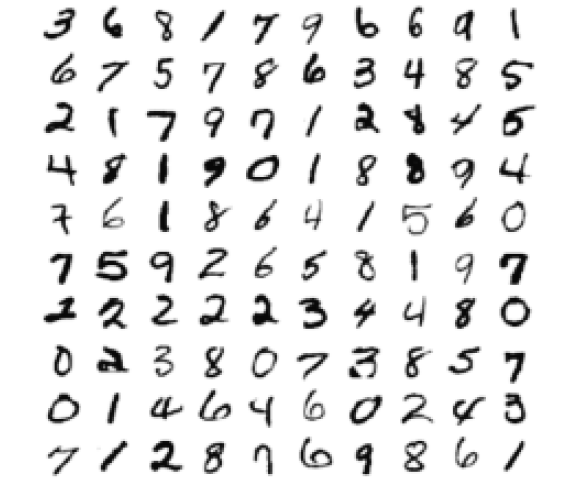 3 6 8 1 7 9 6 6 9 1
6 7 5 7 8 6 3 4 8 5
2 1 7 9 7 1 2 8 4 5
4 8 1 9 0 1 8 8 9 4
7 6 1 8 6 4 1 5 6 0
7 5 9 2 6 5 8 1 9 7
2 2 2 2 2 3 4 4 8 0
0 2 3 8 0 7 3 8 5 7
0 1 4 6 4 6 0 2 4 3
7 1 2 8 7 6 9 8 6 1